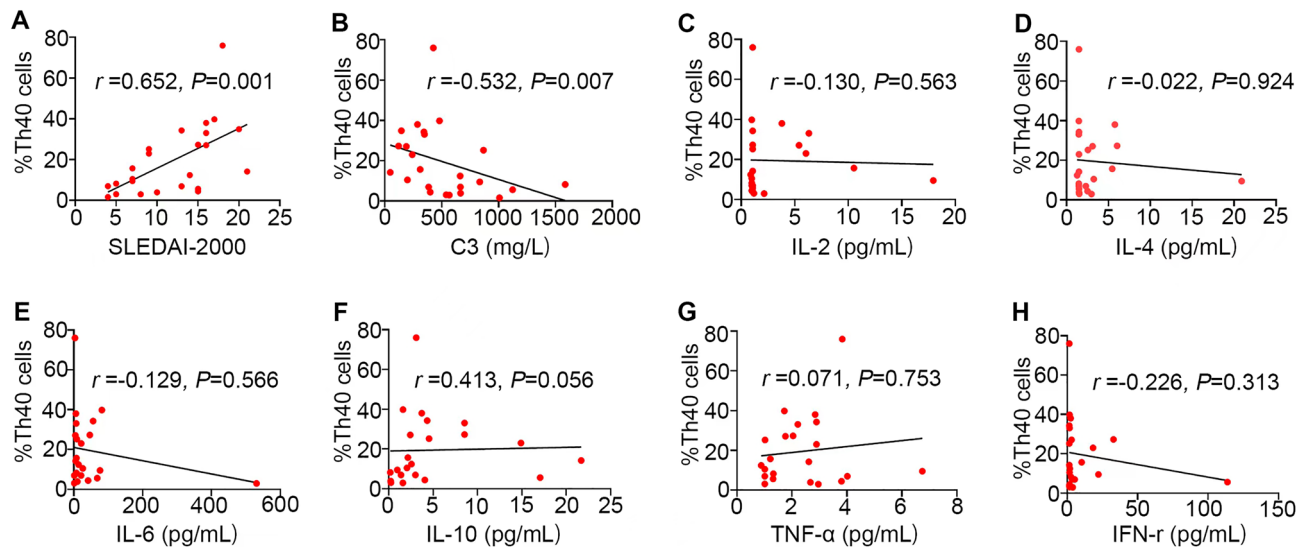 A
80
60
40
20
0
%Th40 cells
r =0.652, P=0.001
0 5 10 15 20 25
SLEDAI-2000
B
80
60
40
20
0
%Th40 cells
r =-0.532, P=0.007
0 500 1000 1500 2000
C3 (mg/L)
C
80
60
40
20
0
%Th40 cells
r =-0.130, P=0.563
0 5 10 15 20
IL-2 (pg/mL)
D
80
60
40
20
0
%Th40 cells
r =-0.022, P=0.924
0 5 10 15 20 25
IL-4 (pg/mL)
E
80
60
40
20
0
%Th40 cells
r =-0.129, P=0.566
0 200 400 600
IL-6 (pg/mL)
F
80
60
40
20
0
%Th40 cells
r =0.413, P=0.056
0 5 10 15 20 25
IL-10 (pg/mL)
G
80
60
40
20
0
%Th40 cells
r =0.071, P=0.753
0 2 4 6 8
TNF-α (pg/mL)
H
80
60
40
20
0
%Th40 cells
r =-0.226, P=0.313
0 50 100 150
IFN-r (pg/mL)